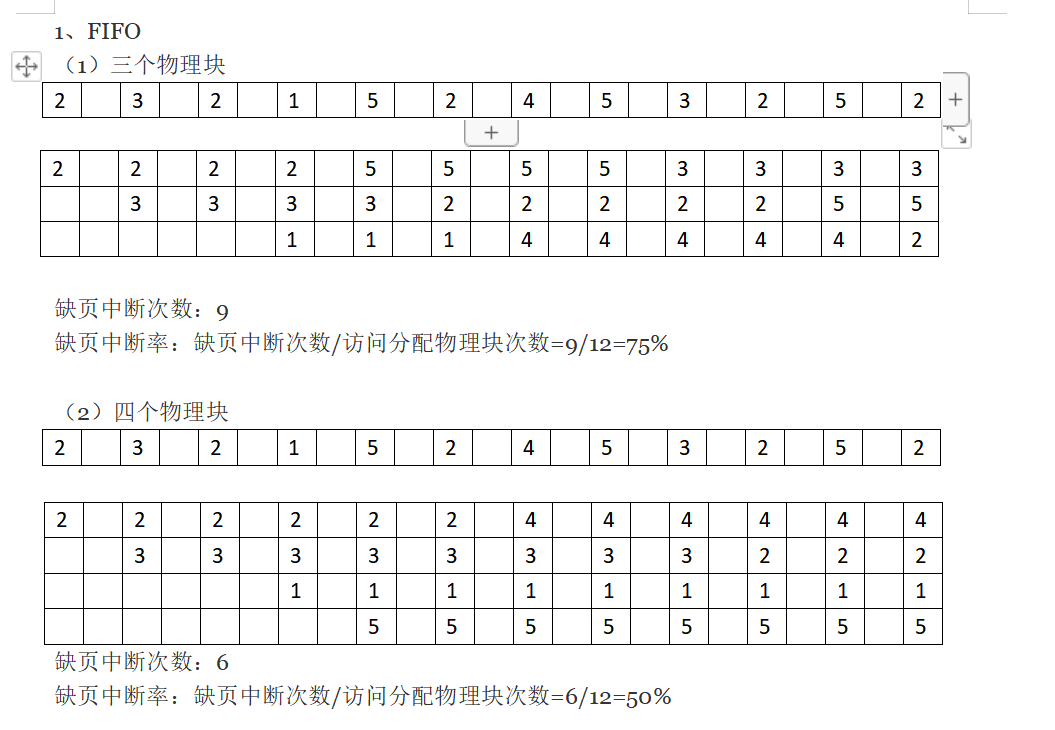 1、FIFO
（1）三个物理块
2 3 2 1 5 2 4 5 3 2 5 2
2 2 2 2 5 5 5 5 3 3 3 3
3 3 3 3 2 2 2 2 2 5 5
1 1 1 4 4 4 4 4 2
缺页中断次数：9
缺页中断率：缺页中断次数/访问分配物理块次数=9/12=75%
（2）四个物理块
2 3 2 1 5 2 4 5 3 2 5 2
2 2 2 2 2 2 4 4 4 4 4 4
3 3 3 3 3 3 3 3 2 2 2
1 1 1 1 1 1 1 1 1
5 5 5 5 5 5 5 5
缺页中断次数：6
缺页中断率：缺页中断次数/访问分配物理块次数=6/12=50%